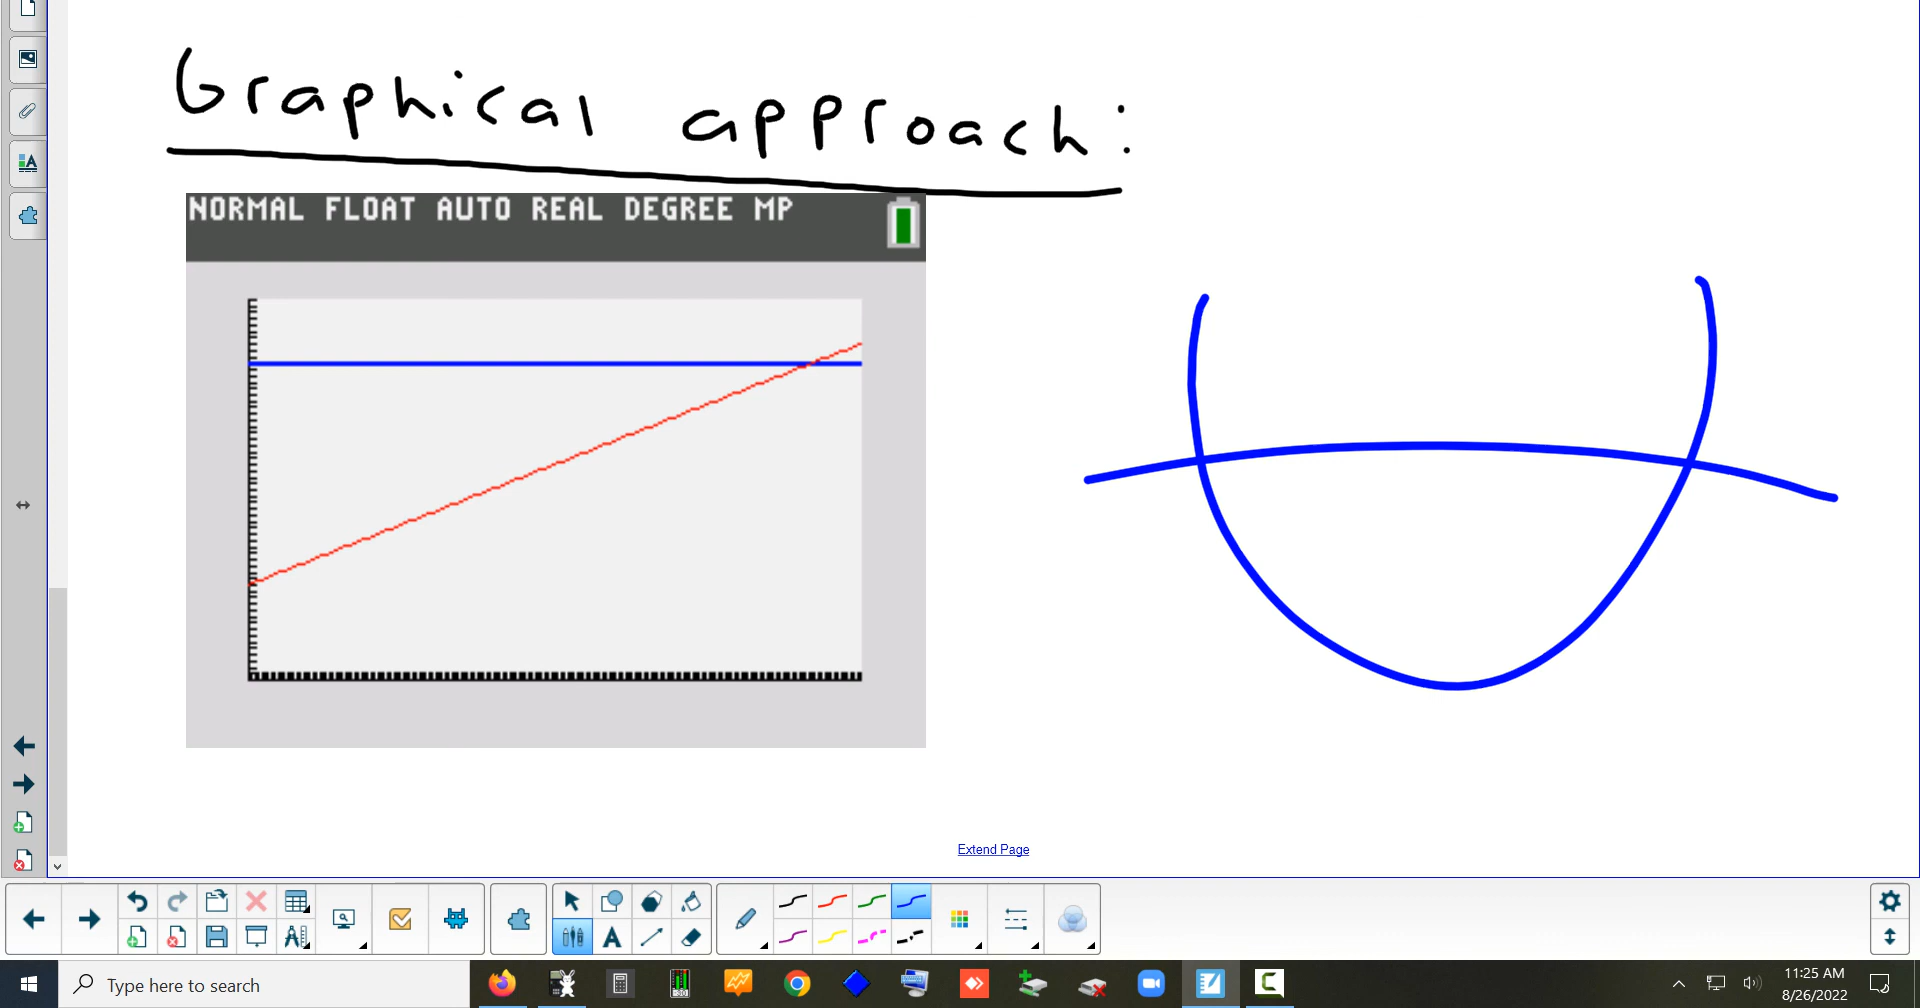 Graphical approach:
NORMAL FLOAT AUTO REAL DEGREE MP
Extend Page
Type here to search
11:25 AM
8/26/2022